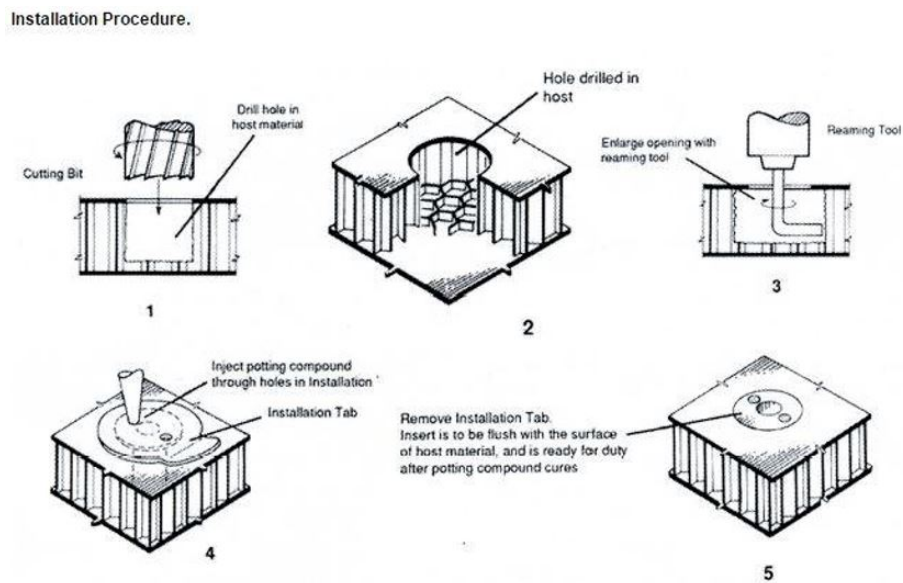 Installation Procedure.
Drill hole in
host material
Cutting Bit
1
Hole drilled in
host
2
Enlarge opening with
reaming tool
Reaming Tool
3
Inject potting compound
through holes in Installation
Installation Tab
4
Remove Installation Tab.
Insert is to be flush with the surface
of host material, and is ready for duty
after potting compound cures
5